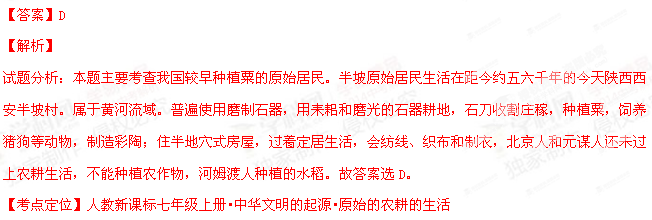 【答案】D
【解析】
试题分析：本题主要考查我国较早种植粟的原始居民。半坡原始居民生活在距今约五六千年的今天陕西西
安半坡村。属于黄河流域。普遍使用磨制石器，用耒耜和磨光的石器耕地，石刀收割庄稼，种植粟，饲养
猪狗等动物，制造彩陶；住半地穴式房屋，过着定居生活，会纺线、织布和制衣，北京人和元谋人还未过
上农耕生活，不能种植农作物，河姆渡人种植的水稻。故答案选 D。
【考点定位】人教新课标七年级上册·中华文明的起源·原始的农耕的生活